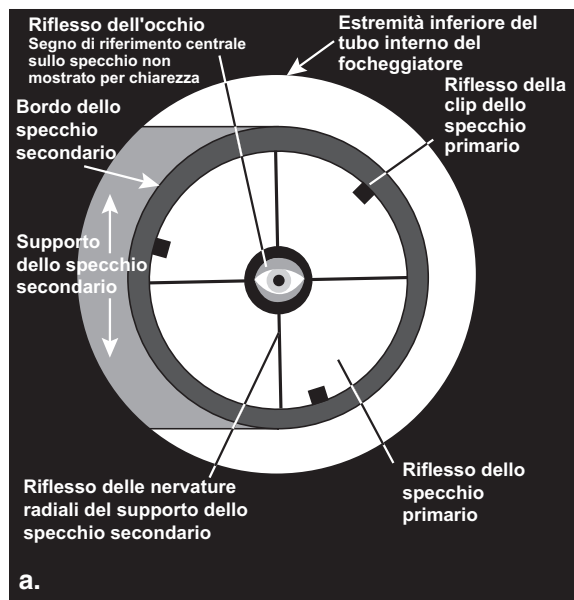 Riflesso dell'occhio
Segno di riferimento centrale
sullo specchio non
mostrato per chiarezza
Estremità inferiore del
tubo interno del
focheggiatore
Riflesso della
clip dello
specchio
primario
Bordo dello
specchio
secondario
Supporto
dello specchio
secondario
Riflesso delle nervature
radiali del supporto dello
specchio secondario
Riflesso dello
specchio
primario
a.